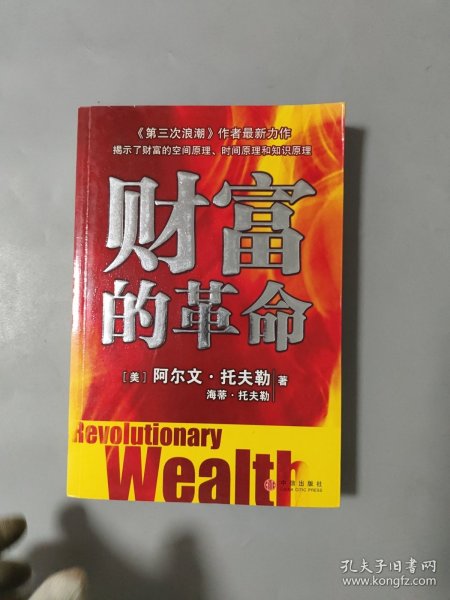 《第三次浪潮》作者最新力作
揭示了财富的空间原理、时间原理和知识原理
财富
的革命
[美] 阿尔文·托夫勒 著
海蒂·托夫勒
Revolutionary
Wealth
中信出版社
CHINA CITIC PRESS
孔夫子旧书网
www.kongfz.com